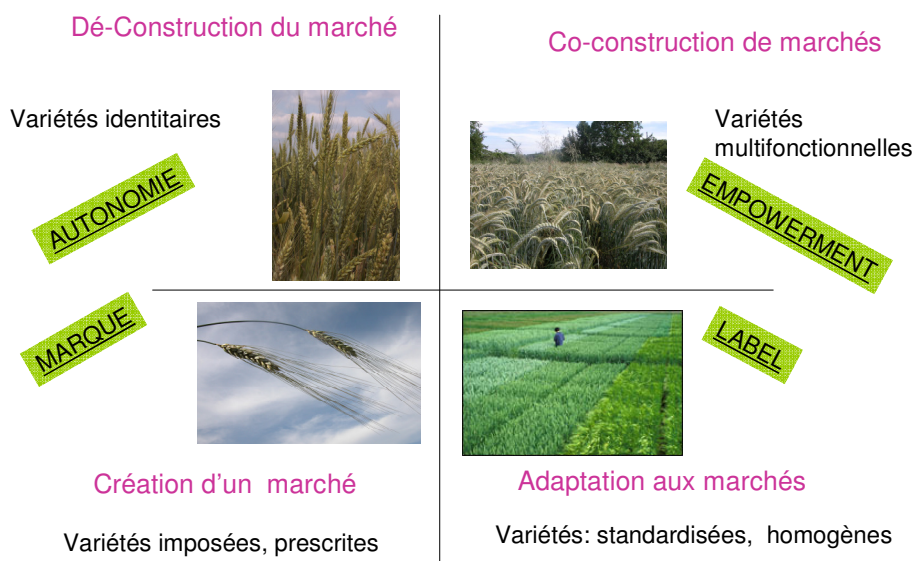 Dé-Construction du marché
Co-construction de marchés
Variétés identitaires
Variétés
multifonctionnelles
AUTONOMIE
EMPOWERMENT
MARQUE
LABEL
Création d’un marché
Adaptation aux marchés
Variétés imposées, prescrites
Variétés: standardisées, homogènes